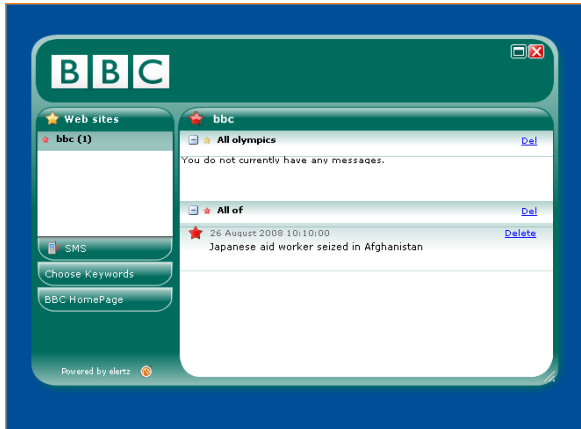 BBC
Web sites
bbc (1)
SMS
Choose Keywords
BBC HomePage
Powered by elertz
bbc
All olympics Del
You do not currently have any messages.
All of Del
26 August 2008 10:10:00 Delete
Japanese aid worker seized in Afghanistan